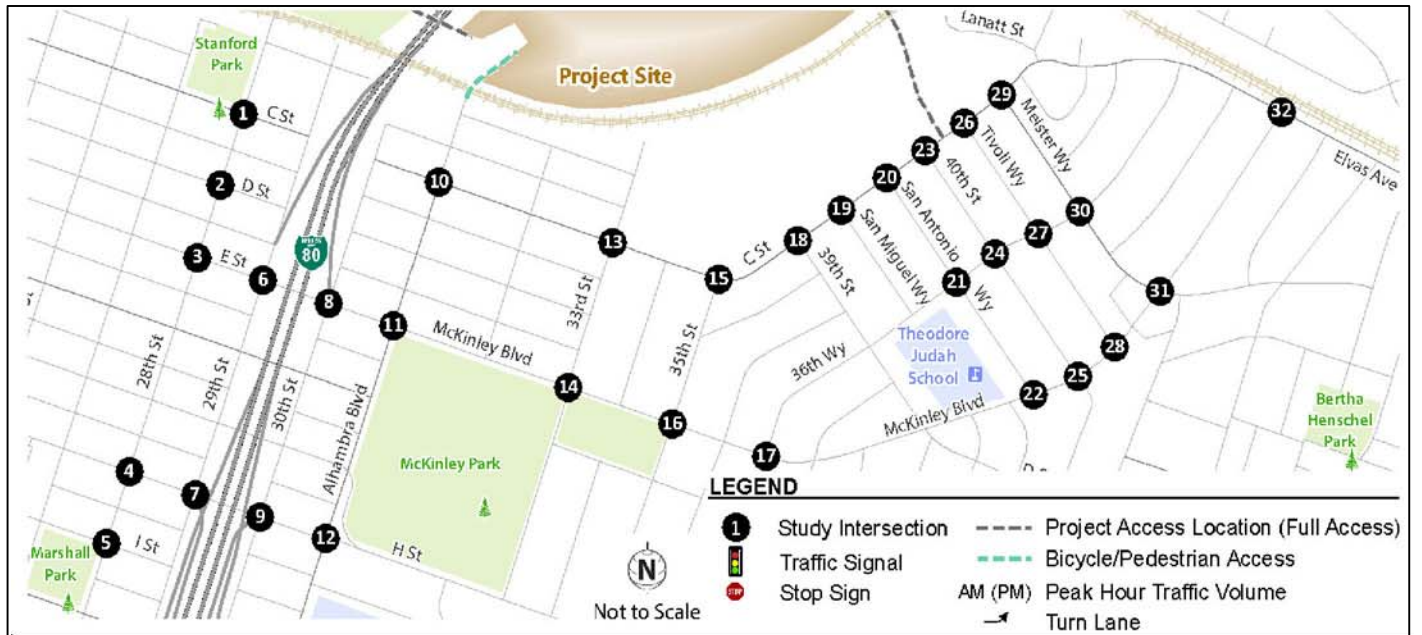 Lanatt St
Stanford
Park
Project Site
1
C St
29
Meister Wy
32
Elvas Ave
26
Tivoli Wy
23
40th St
2
D St
10
20
San Antonio
Wy
19
San Miguel Wy
30
27
3
E St
6
80
13
18
39th St
24
15
C St
21
31
8
11
McKinley Blvd
33rd St
35th St
36th Wy
Theodore
Judah
School
28
28th St
29th St
30th St
14
25
22
McKinley Blvd
Bertha
Henschel
Park
Alhambra Blvd
16
17
McKinley Park
4
7
9
12
H St
5
I St
Marshall
Park
N
Not to Scale
LEGEND
1 Study Intersection
Traffic Signal
STOP Stop Sign
Project Access Location (Full Access)
Bicycle/Pedestrian Access
AM (PM) Peak Hour Traffic Volume
Turn Lane